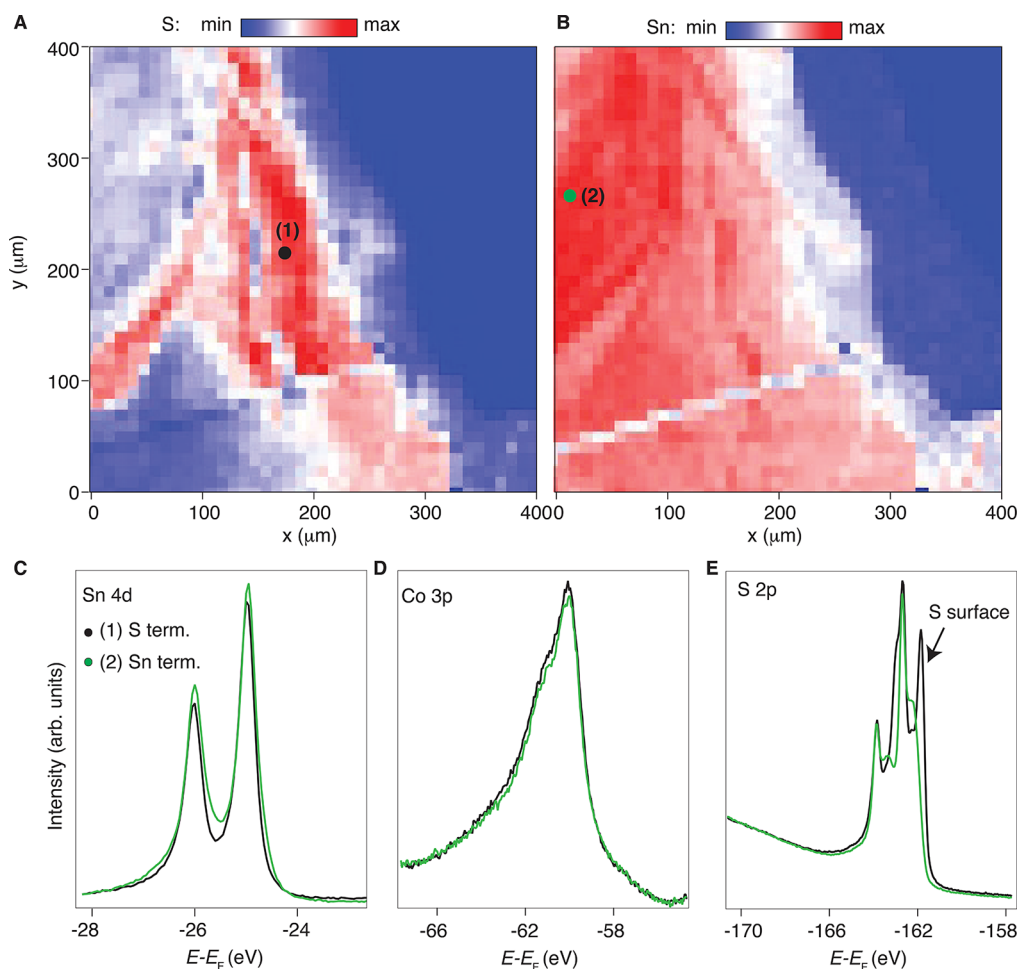 A S: min max
B Sn: min max
400
300
(1)
(2)
200
y (μm)
100
0
0 100 200 300 400
0 100 200 300 400
x (μm) x (μm)
C D E
Sn 4d Co 3p S 2p
(1) S term.
(2) Sn term.
S surface
Intensity (arb. units)
-28 -26 -24
-66 -62 -58
-170 -166 -162 -158
E-EF (eV) E-EF (eV) E-EF (eV)